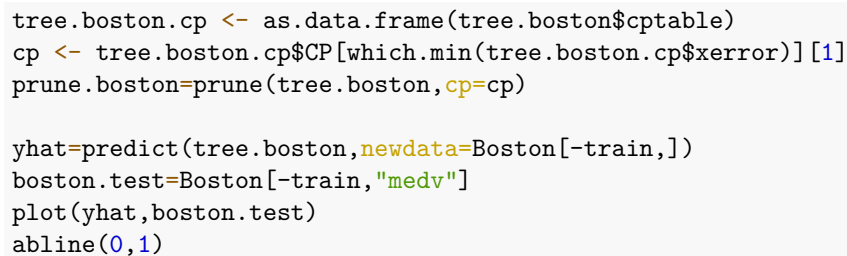 tree.boston.cp <- as.data.frame(tree.boston$cptable)
cp <- tree.boston.cp$CP[which.min(tree.boston.cp$xerror)][1]
prune.boston=prune(tree.boston,cp=cp)

yhat=predict(tree.boston,newdata=Boston[-train,])
boston.test=Boston[-train,"medv"]
plot(yhat,boston.test)
abline(0,1)